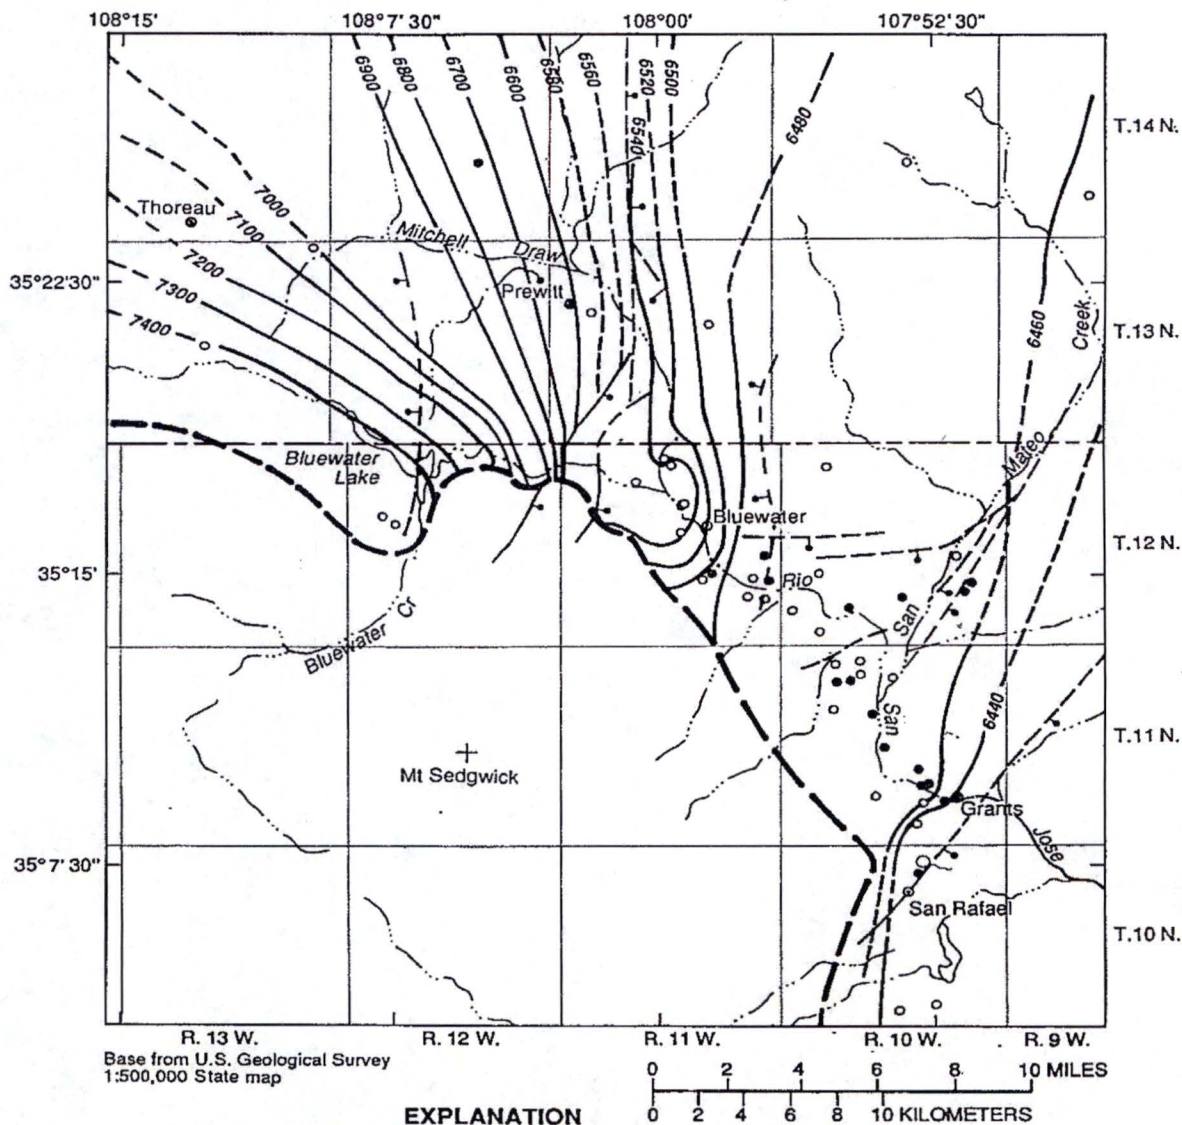 108°15' 108°7'30" 108°00' 107°52'30"
6900
6800
6700
6600
6580
6560
6540
6520
6500
6480
T.14 N.
7000
Thoreau
7100
Mitchell Draw
7200
35°22'30"
Prewitt
7300
7400
6460
Creek
T.13 N.
Bluewater
Lake
Mateo
Bluewater
T.12 N.
35°15'
Rio
San
Bluewater Cr
San
6440
T.11 N.
Mt Sedgwick
Grants
Jose
35°7'30"
San Rafael
T.10 N.
R. 13 W. R. 12 W. R. 11 W. R. 10 W. R. 9 W.
Base from U.S. Geological Survey
1:500,000 State map
0 2 4 6 8 10 MILES
0 2 4 6 8 10 KILOMETERS
EXPLANATION